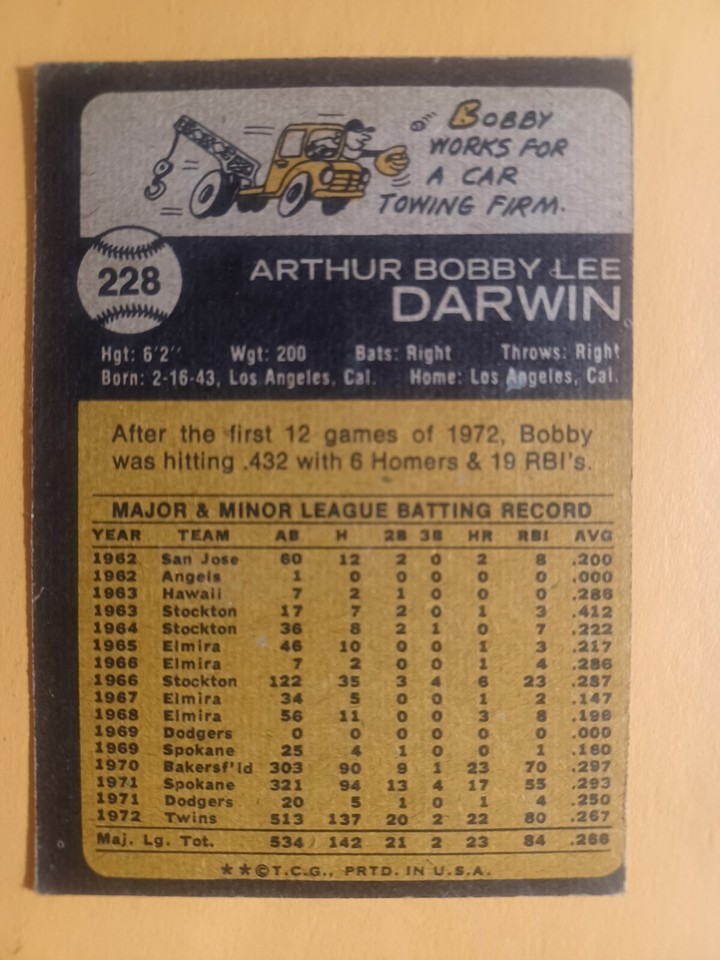 BOBBY
WORKS FOR
A CAR
TOWING FIRM.
228
ARTHUR BOBBY LEE
DARWIN
Hgt: 6'2" Wgt: 200 Bats: Right Throws: Right
Born: 2-16-43, Los Angeles, Cal. Home: Los Angeles, Cal.
After the first 12 games of 1972, Bobby
was hitting .432 with 6 Homers & 19 RBI's.
MAJOR & MINOR LEAGUE BATTING RECORD
YEAR TEAM AB H 2B 3B HR RBI AVG
1962 San Jose 60 12 2 0 2 8 .200
1962 Angels 1 0 0 0 0 0 .000
1963 Hawaii 7 2 1 0 0 0 .286
1963 Stockton 17 7 2 0 1 3 .412
1964 Stockton 36 8 2 1 0 7 .222
1965 Elmira 46 10 0 0 1 3 .217
1966 Elmira 7 2 0 0 1 4 .286
1966 Stockton 122 35 3 4 6 23 .287
1967 Elmira 34 5 0 0 1 2 .147
1968 Elmira 56 11 0 0 3 8 .196
1969 Dodgers 0 0 0 0 0 0 .000
1969 Spokane 25 4 1 0 0 1 .160
1970 Bakersf'ld 303 90 9 1 23 70 .297
1971 Spokane 321 94 13 4 17 55 .293
1971 Dodgers 20 5 1 0 1 4 .250
1972 Twins 513 137 20 2 22 80 .267
Maj. Lg. Tot. 534 142 21 2 23 84 .266
**©T.C.G., PRTD. IN U.S.A.